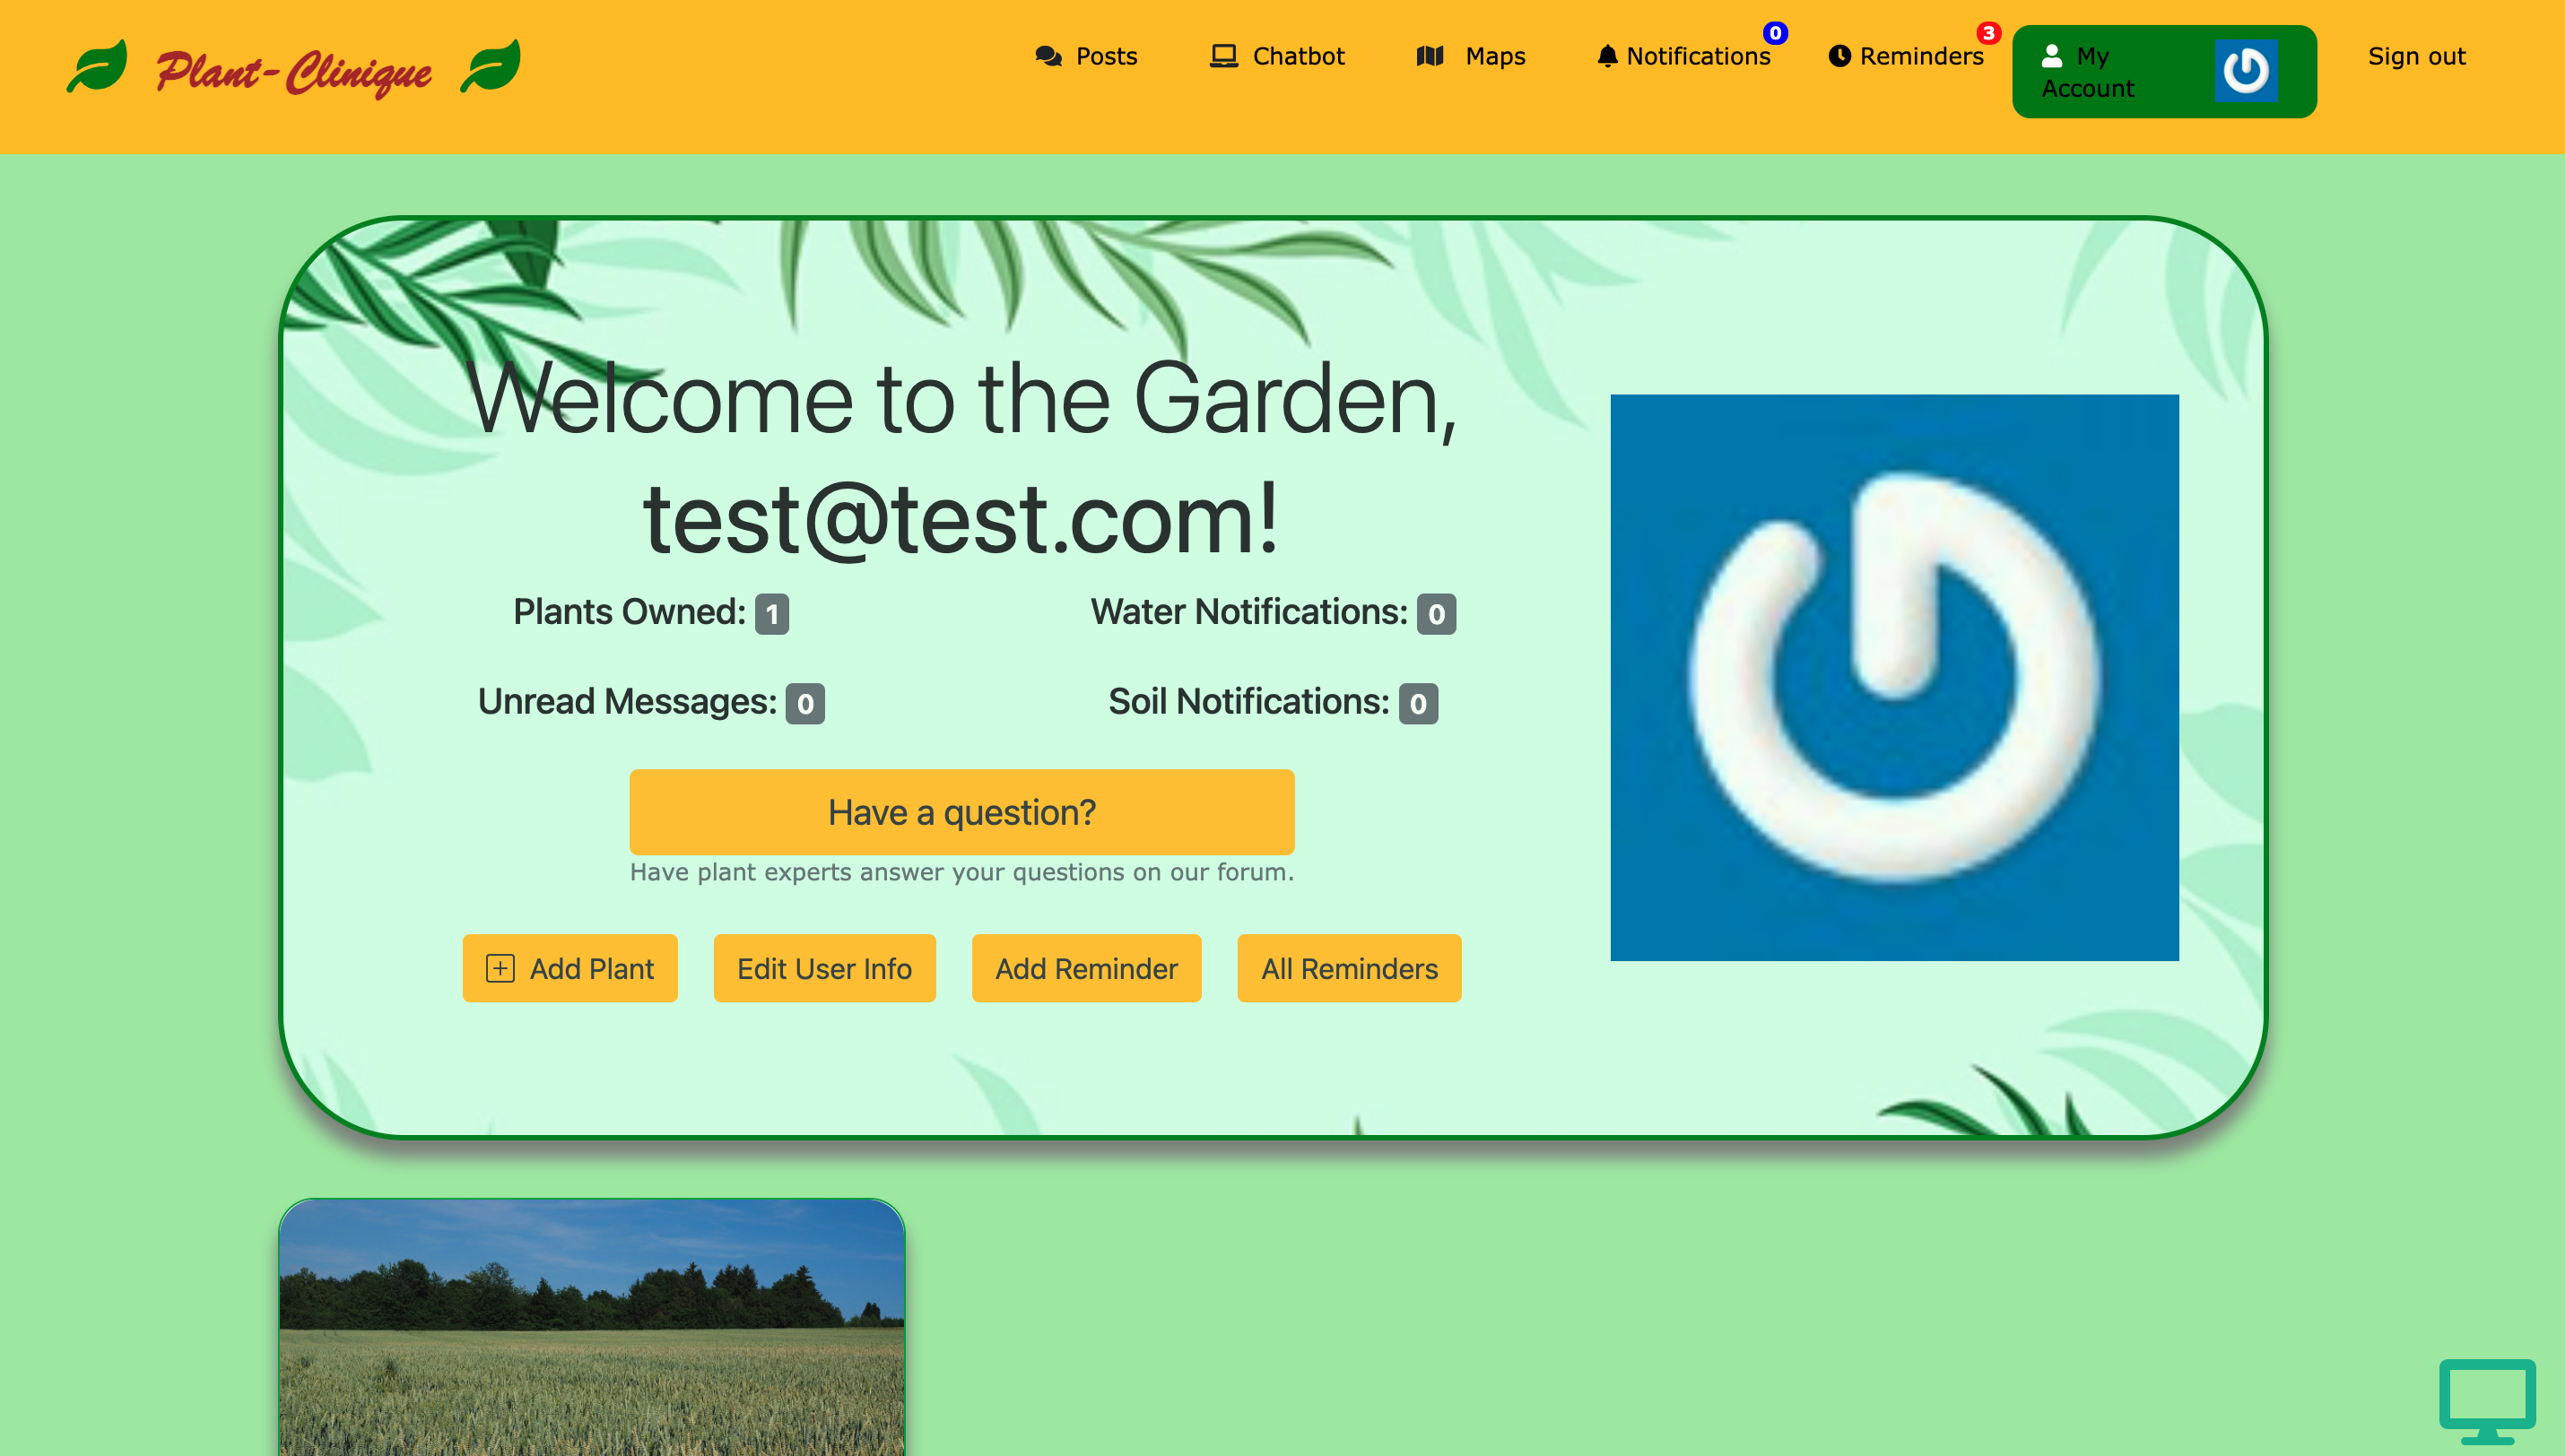 Plant-Clinique
Posts
Chatbot
Maps
Notifications 0
Reminders 3
My
Account
Sign out
Welcome to the Garden,
test@test.com!
Plants Owned: 1
Water Notifications: 0
Unread Messages: 0
Soil Notifications: 0
Have a question?
Have plant experts answer your questions on our forum.
Add Plant
Edit User Info
Add Reminder
All Reminders